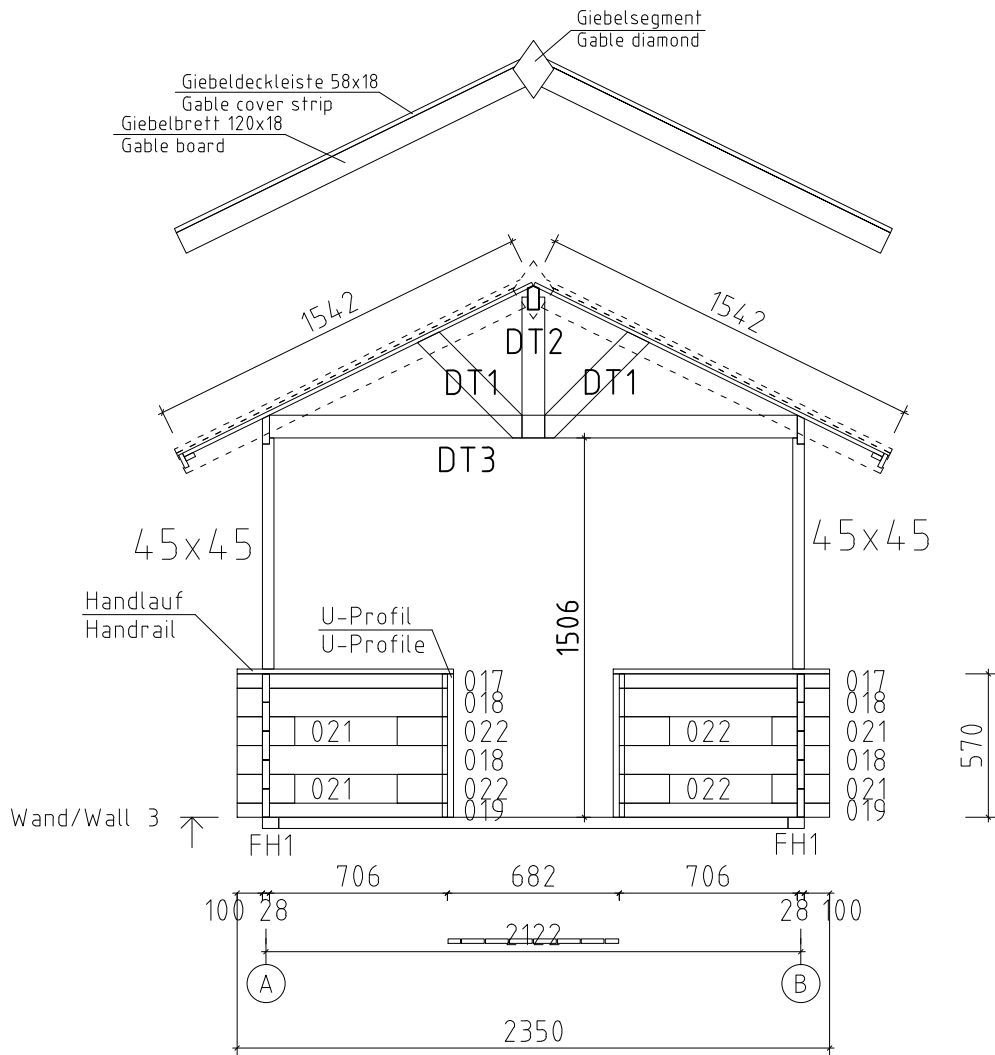 Giebelsegment
Gable diamond
Giebeldeckleiste 58x18
Gable cover strip
Giebelbrett 120x18
Gable board
1542
1542
DT2
DT1
DT1
DT3
45x45
45x45
Handlauf
Handrail
U-Profil
U-Profile
1506
017
017
018
018
021
022
022
021
018
018
570
021
022
022
021
019
019
Wand/Wall 3
FH1
FH1
706
682
706
100
28
28
100
2122
A
B
2350